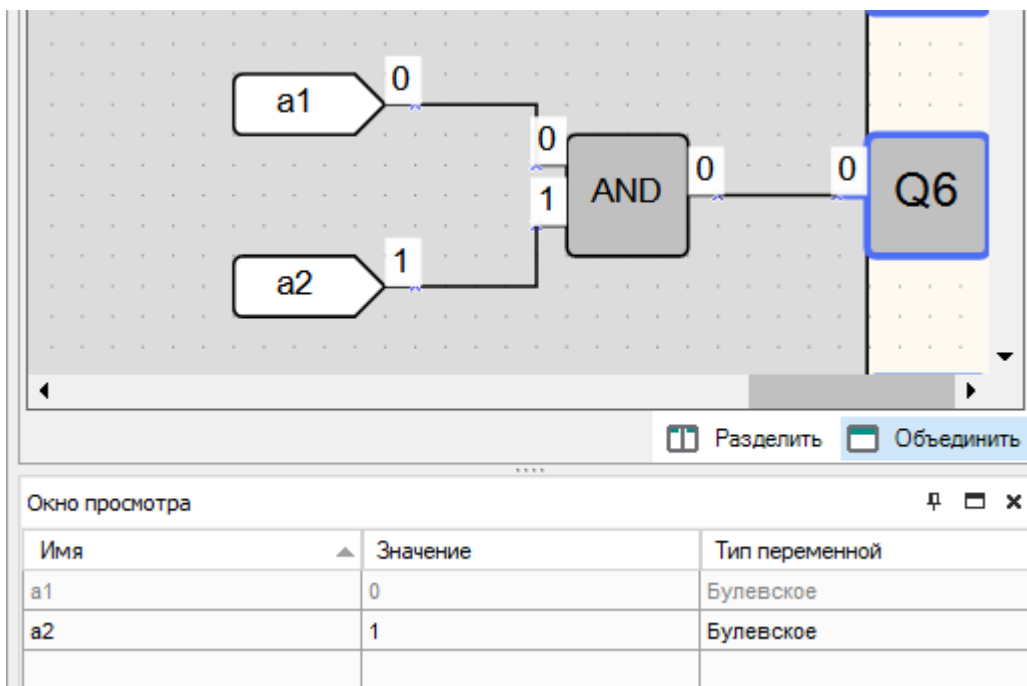 0
a1
0
AND
0
0
Q6
1
1
a2
Разделить
Объединить
Окно просмотра
Имя Значение Тип переменной
a1 0 Булевское
a2 1 Булевское